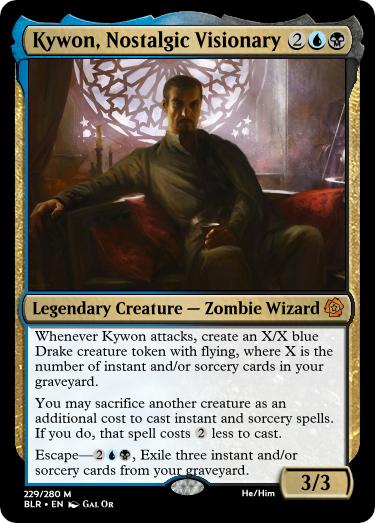 Kywon, Nostalgic Visionary 2
Legendary Creature — Zombie Wizard
Whenever Kywon attacks, create an X/X blue
Drake creature token with flying, where X is the
number of instant and/or sorcery cards in your
graveyard.
You may sacrifice another creature as an
additional cost to cast instant and sorcery spells.
If you do, that spell costs 2 less to cast.
Escape—2, Exile three instant and/or
sorcery cards from your graveyard.
3/3
229/280 M
He/Him
BLR • EN Gal Or